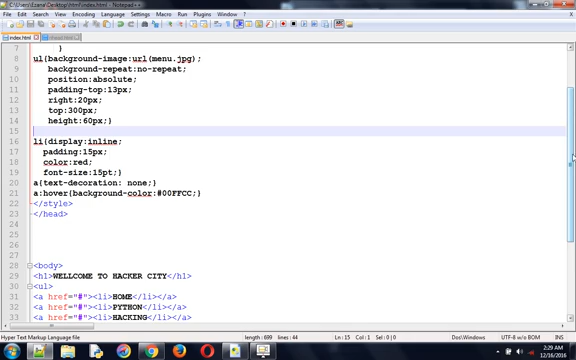 C:\Users\Ezana\Desktop\html\index.html - Notepad++
File Edit Search View Encoding Language Settings Macro Run Plugins Window ?
index.html
7 }
8 ul{background-image:url(menu.jpg);
9 background-repeat:no-repeat;
10 position:absolute;
11 padding-top:13px;
12 right:20px;
13 top:300px;
14 height:60px;}
15
16 li{display:inline;
17 padding:15px;
18 color:red;
19 font-size:15pt;}
20 a{text-decoration: none;}
21 a:hover{background-color:#00FFCC;}
22 </style>
23 </head>
24
25
26
27
28 <body>
29 <h1>WELLCOME TO HACKER CITY</h1>
30 <ul>
31 <a href="#"><li>HOME</li></a>
32 <a href="#"><li>PYTHON</li></a>
33 <a href="#"><li>HACKING</li></a>
Hyper Text Markup Language file length : 699 lines : 44 Ln : 15 Col : 1 Sel : 0 | 0 Dos\Windows UTF-8 w/o BOM INS
2:29 AM
12/16/2016